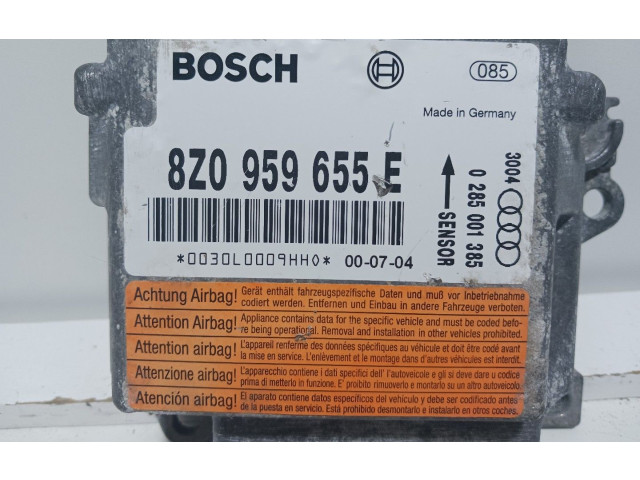 BOSCH
085
Made in Germany
8Z0 959 655 E
SENSOR
0 285 001 385
3004
*0030L0009HH0* 00-07-04
Achtung Airbag! Gerät enthält fahrzeugspezifische Daten und muß vor Inbetriebnahme
codiert werden. Entfernen und Einbau in andere Fahrzeuge verboten.
Attention Airbag! Appliance contains data for the specific vehicle and must be coded befo-
re being operational. Removal and installation in other vehicles prohibited.
Attention airbag! L'appareil renferme des données spécifiques au véhicule et doit être codé avant
la mise en service. L'enlèvement et le montage dans d'autres véhicules est interdit.
Attenzione airbag! L'apparecchio contiene i dati specifici dell' l'autoveicolo e gli si deve dare u codice
prima di metterlo in funzione. E' proibito rimuoverlo e montarlo su un altro autoveicolo.
Atención airbag! El aparato contiene datos específicos del vehículo y debe ser codificado antes
de la puesta en servicio. Está prohibido desmontarlo e instalarlo en otros coches.